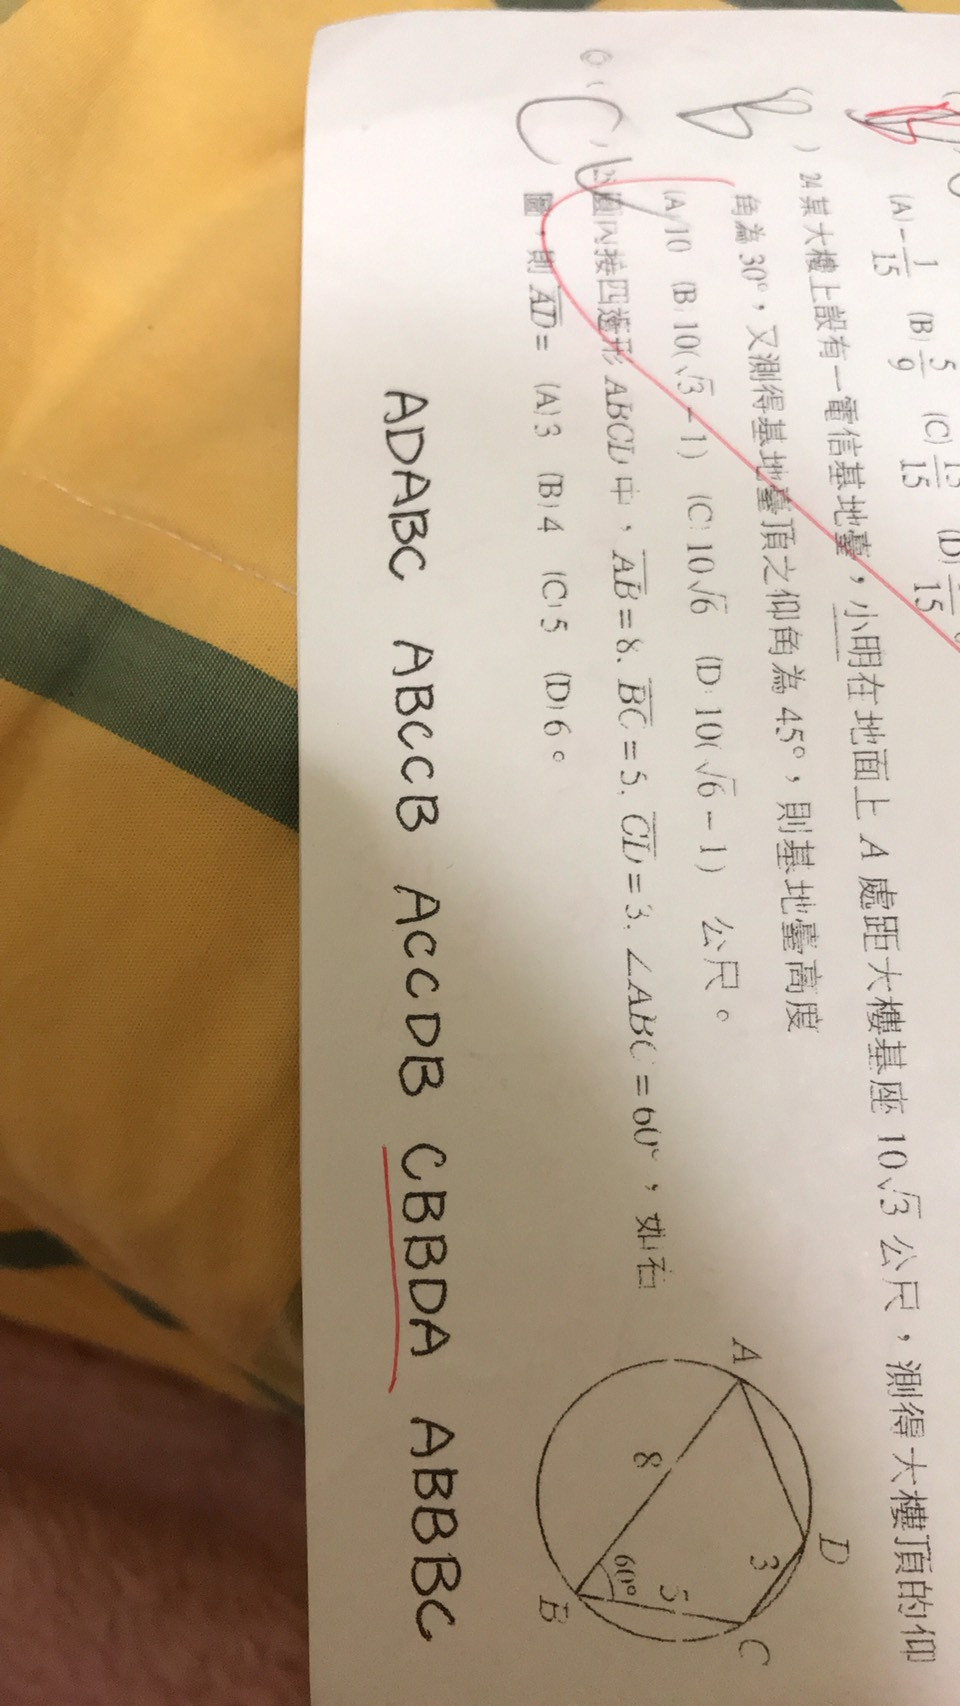 (A)-1/15 (B)5/9 (C) /15 (D) /15
B ) 24.某大樓上設有一電信基地臺，小明在地面上 A 處距大樓基座 10√3 公尺，測得大樓頂的仰
角為 30°，又測得基地臺頂之仰角為 45°，則基地臺高度
(A) 10 (B) 10(√3-1) (C) 10√6 (D) 10(√6-1) 公尺。
C ) 25.圓內接四邊形 ABCD 中，AB=8、BC=5、CD=3、∠ABC=60°，如右
圖，則 AD= (A) 3 (B) 4 (C) 5 (D) 6。
A
D
8
3
60°
5
B
C
ADABC ABCCB ACCDB CBBDA ABBBC